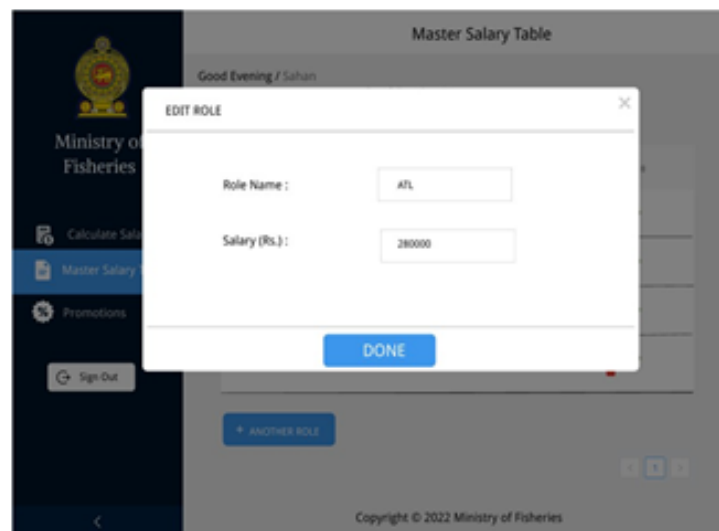 Master Salary Table
Good Evening / Sahan
Ministry of
Fisheries
EDIT ROLE
×
Role Name :
ATL
Salary (Rs.) :
280000
DONE
Calculate Sala
Master Salary T
Promotions
Sign Out
+ ANOTHER ROLE
< 1 >
Copyright © 2022 Ministry of Fisheries
<